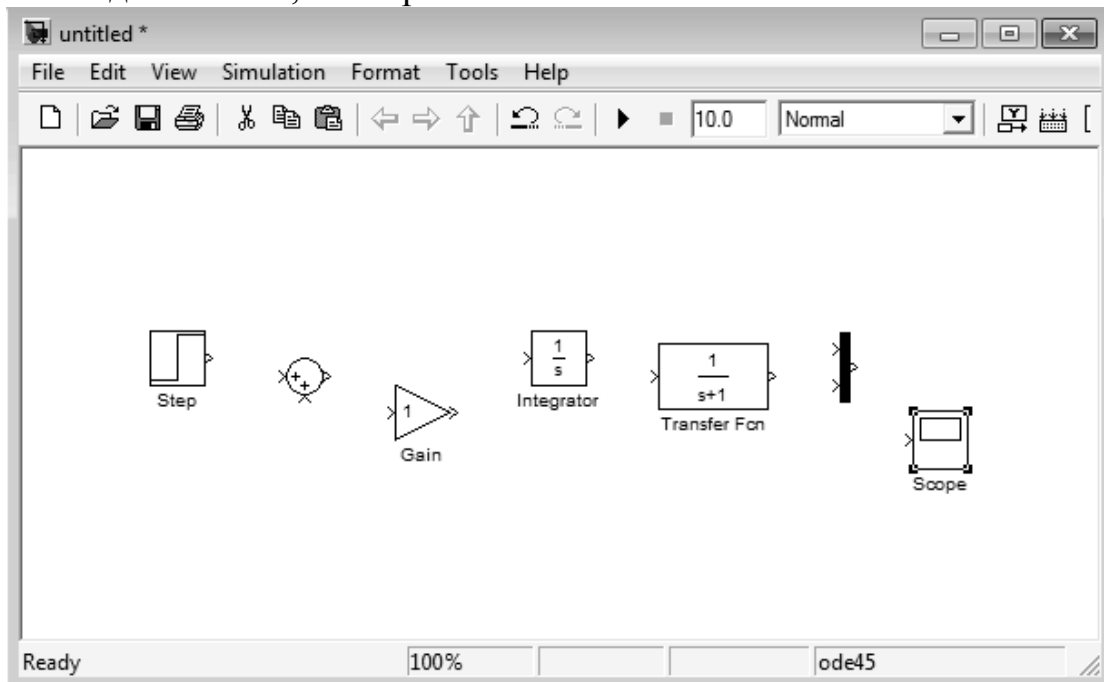 untitled *
File Edit View Simulation Format Tools Help
10.0 Normal
Step
+
+
1
Gain
1
s
Integrator
1
s+1
Transfer Fcn
Scope
Ready 100% ode45